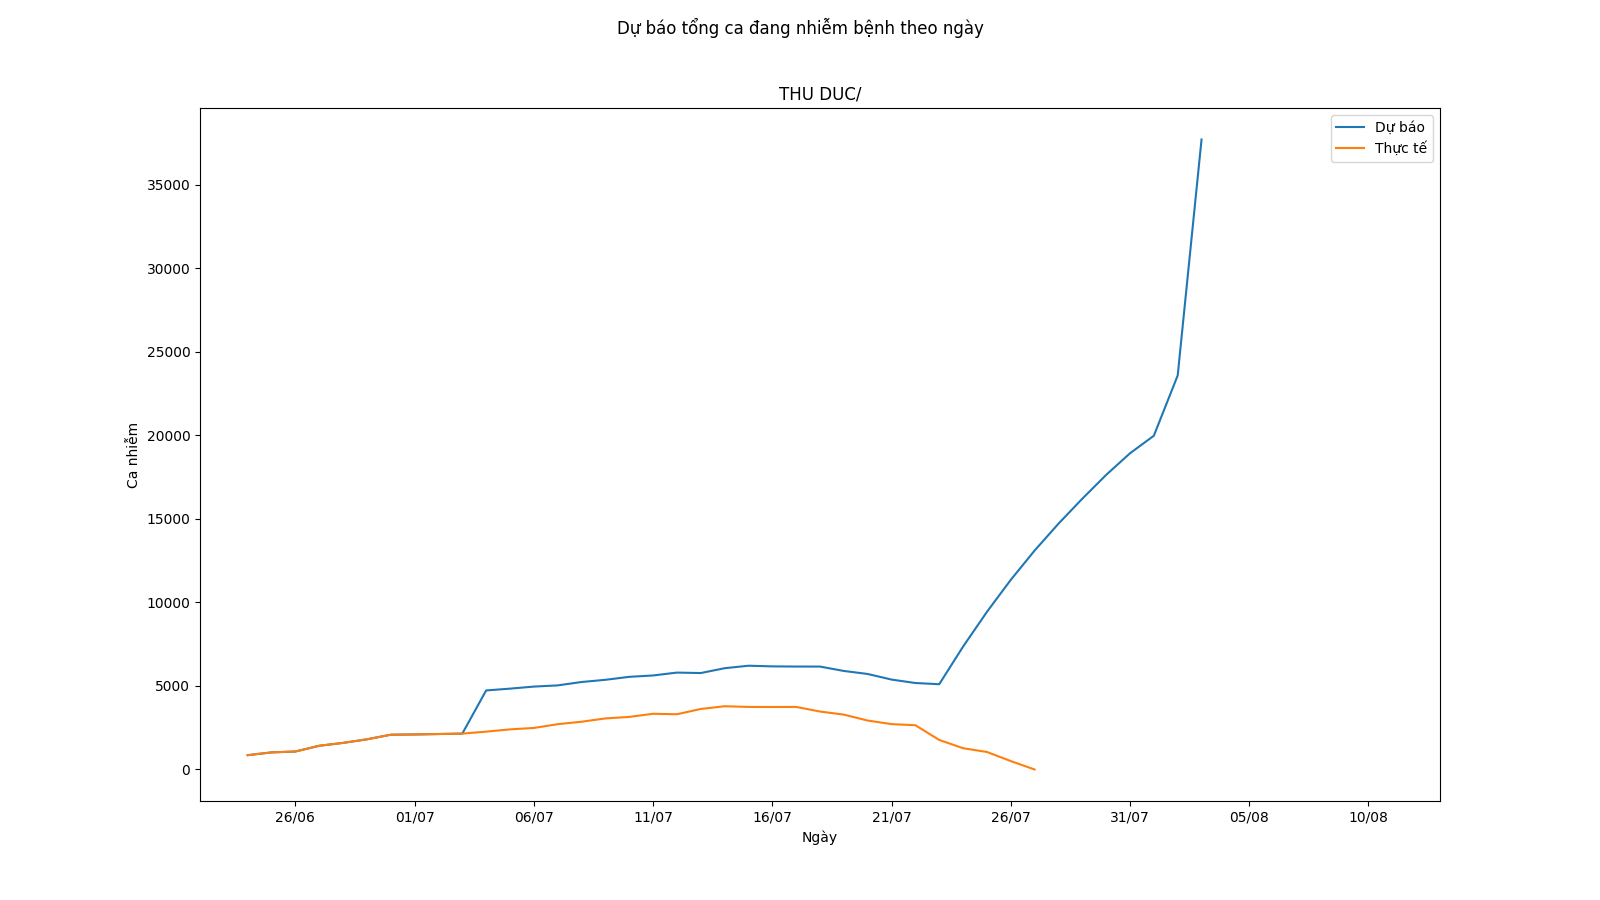 Dự báo tổng ca đang nhiễm bệnh theo ngày
THU DUC/
Dự báo
Thực tế
35000
30000
25000
20000
15000
10000
5000
0
Ca nhiễm
26/06 01/07 06/07 11/07 16/07 21/07 26/07 31/07 05/08 10/08
Ngày